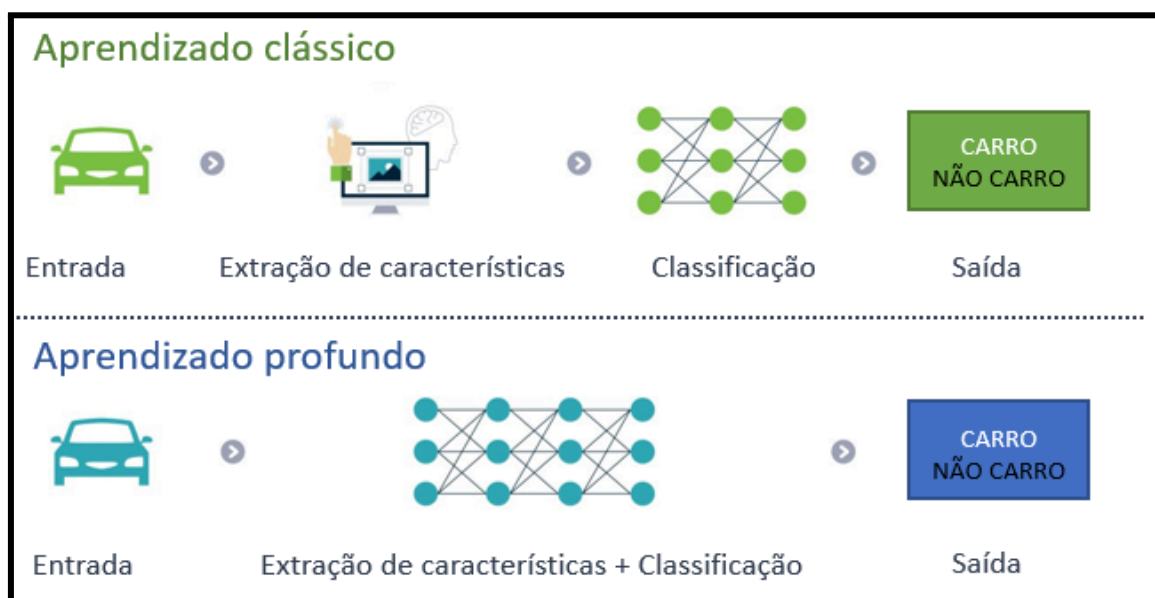 Aprendizado clássico
CARRO
NÃO CARRO
Entrada
Extração de características
Classificação
Saída
Aprendizado profundo
CARRO
NÃO CARRO
Entrada
Extração de características + Classificação
Saída